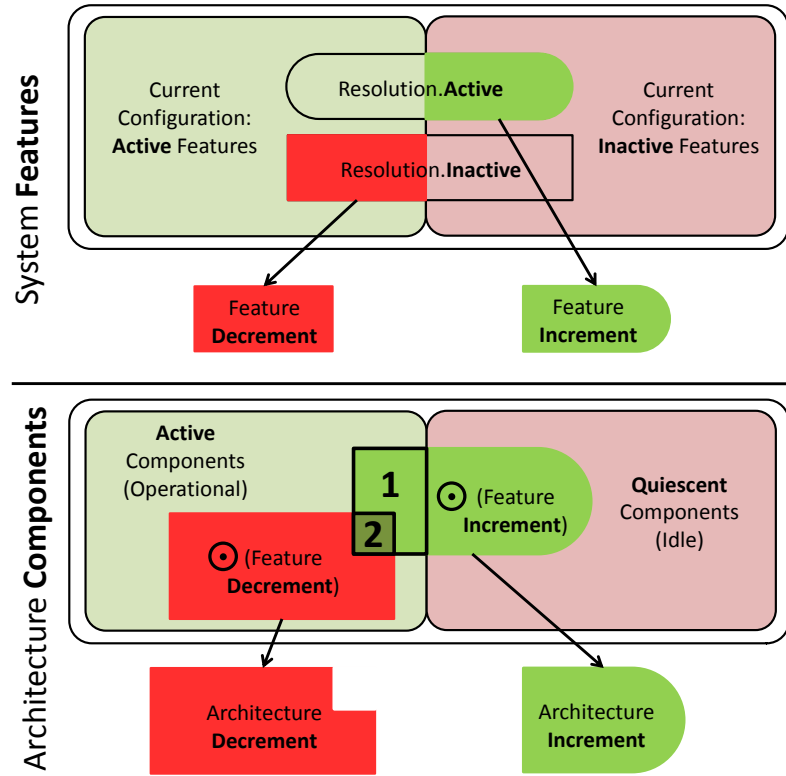 System Features
Current
Configuration:
Active Features
Resolution.Active
Resolution.Inactive
Current
Configuration:
Inactive Features
Feature
Decrement
Feature
Increment
Architecture Components
Active
Components
(Operational)
1
2
⊙ (Feature
Increment)
⊙ (Feature
Decrement)
Quiescent
Components
(Idle)
Architecture
Decrement
Architecture
Increment